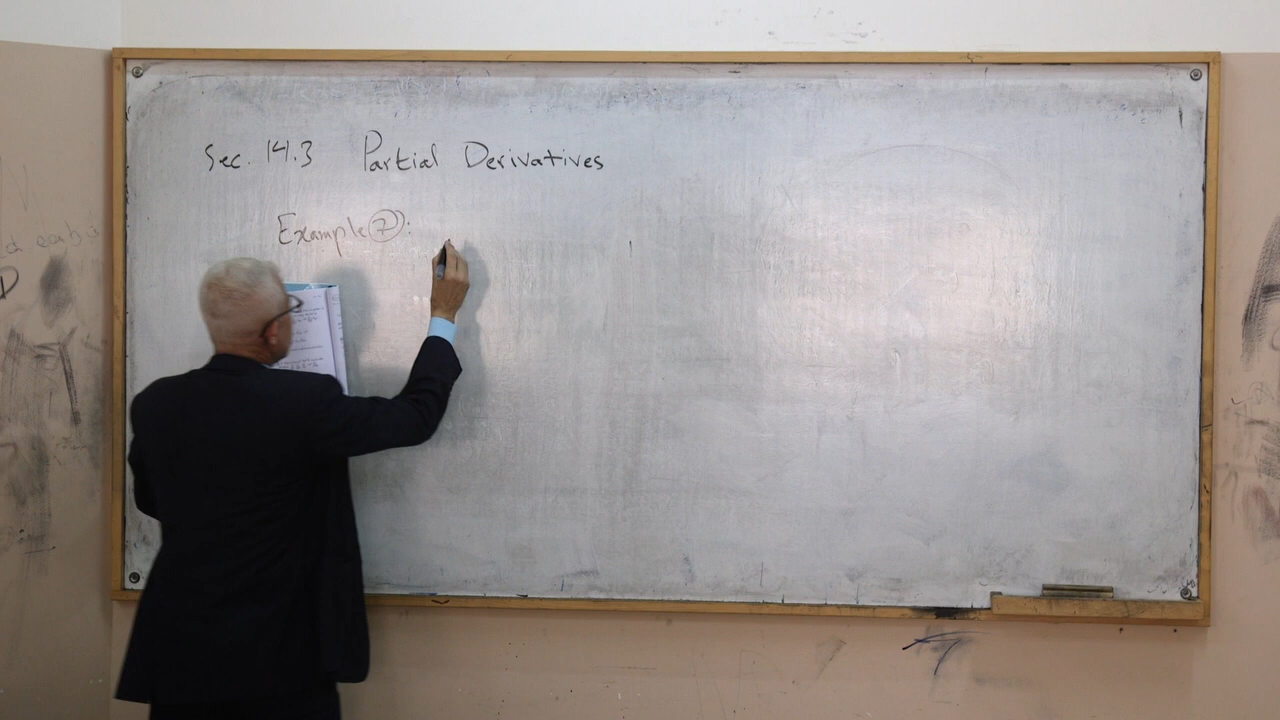 Sec. 14.3 Partial Derivatives
Example ⑦: